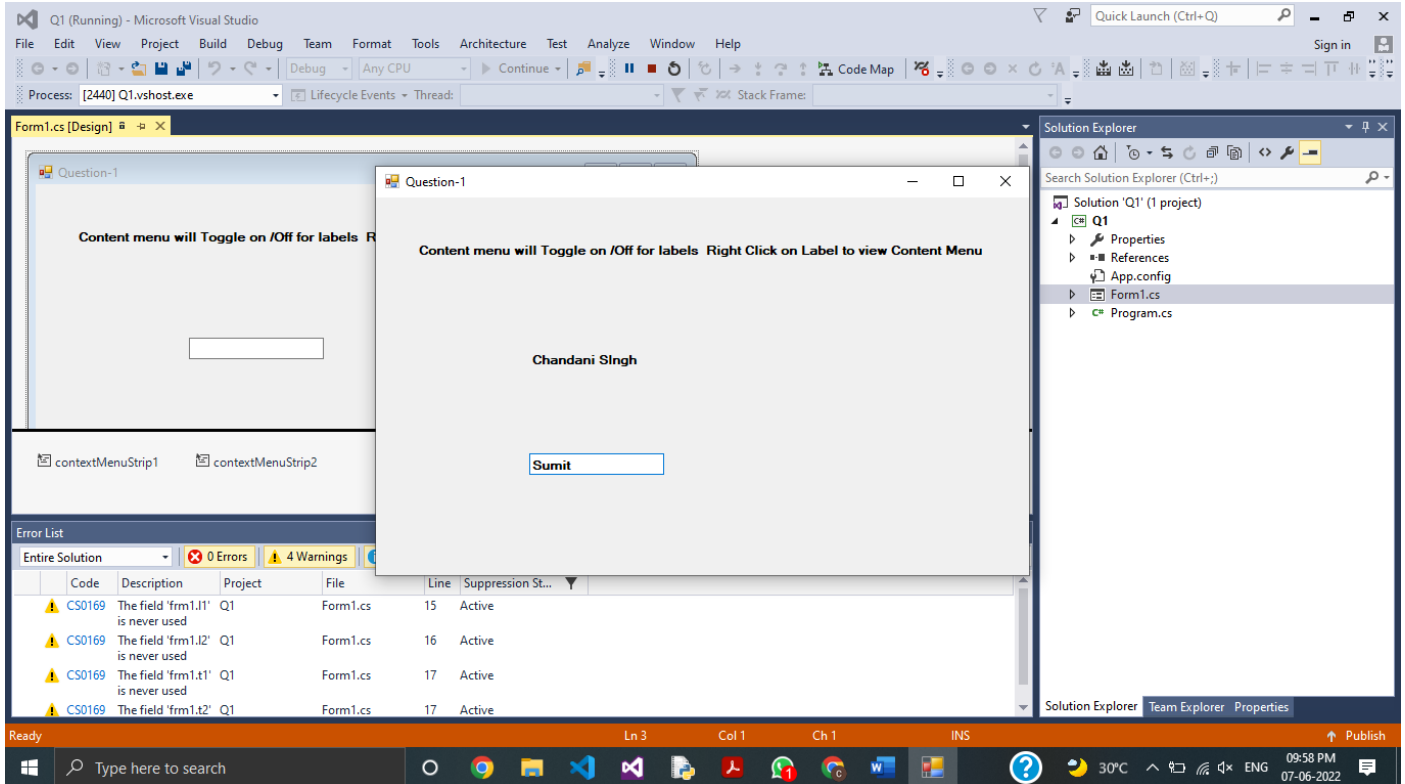 Q1 (Running) - Microsoft Visual Studio
Quick Launch (Ctrl+Q)
File Edit View Project Build Debug Team Format Tools Architecture Test Analyze Window Help
Sign in
Debug Any CPU Continue Code Map
Process: [2440] Q1.vshost.exe Lifecycle Events Thread: Stack Frame:
Form1.cs [Design]
Question-1
Content menu will Toggle on /Off for labels R
contextMenuStrip1 contextMenuStrip2
Question-1
Content menu will Toggle on /Off for labels Right Click on Label to view Content Menu
Chandani SIngh
Sumit
Solution Explorer
Search Solution Explorer (Ctrl+;)
Solution 'Q1' (1 project)
Q1
Properties
References
App.config
Form1.cs
Program.cs
Error List
Entire Solution 0 Errors 4 Warnings
Code Description Project File Line Suppression St...
CS0169 The field 'frm1.l1' Q1 Form1.cs 15 Active
is never used
CS0169 The field 'frm1.l2' Q1 Form1.cs 16 Active
is never used
CS0169 The field 'frm1.t1' Q1 Form1.cs 17 Active
is never used
CS0169 The field 'frm1.t2' Q1 Form1.cs 17 Active
Solution Explorer Team Explorer Properties
Ready Ln 3 Col 1 Ch 1 INS Publish
Type here to search
30°C ENG
09:58 PM
07-06-2022